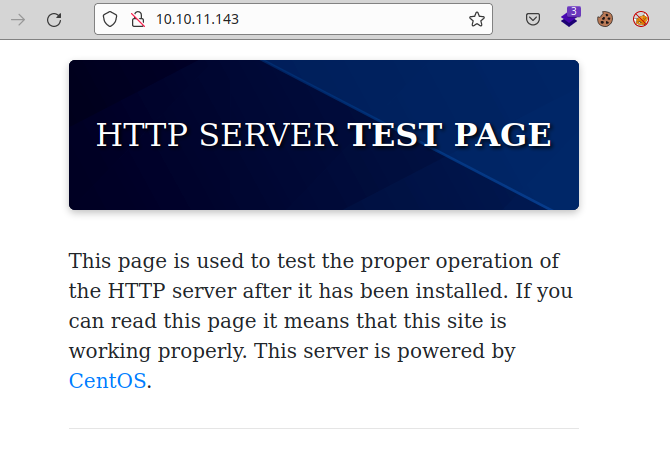 10.10.11.143
3
HTTP SERVER TEST PAGE
This page is used to test the proper operation of
the HTTP server after it has been installed. If you
can read this page it means that this site is
working properly. This server is powered by
CentOS.